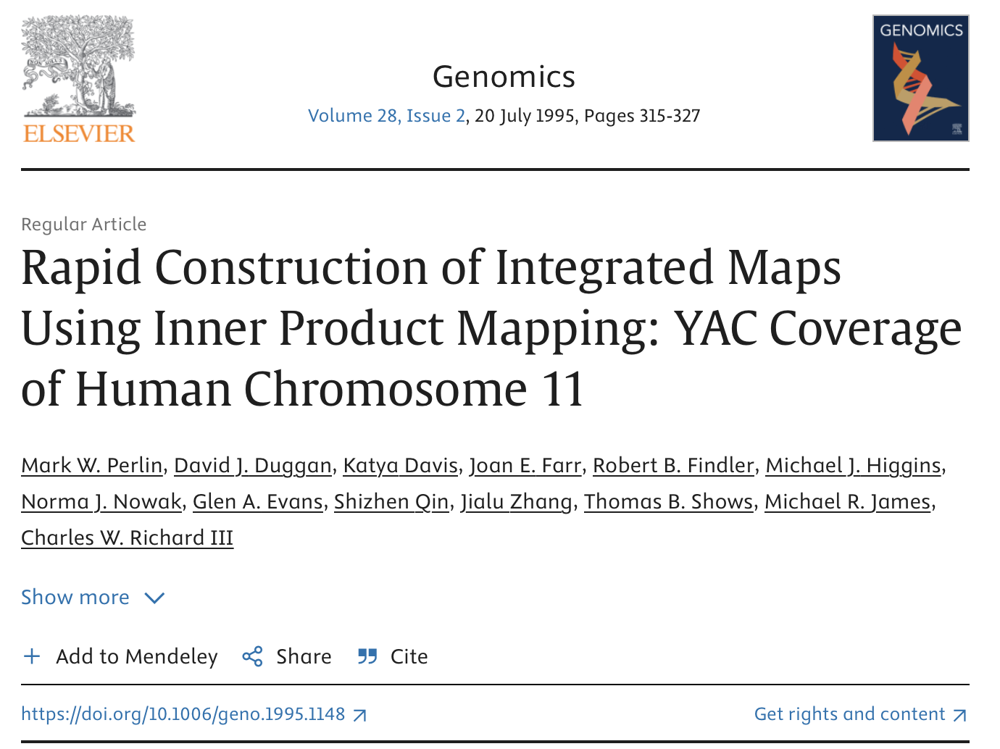 GENOMICS
Genomics
Volume 28, Issue 2, 20 July 1995, Pages 315-327
ELSEVIER
Regular Article
Rapid Construction of Integrated Maps
Using Inner Product Mapping: YAC Coverage
of Human Chromosome 11
Mark W. Perlin, David J. Duggan, Katya Davis, Joan E. Farr, Robert B. Findler, Michael J. Higgins,
Norma J. Nowak, Glen A. Evans, Shizhen Qin, Jialu Zhang, Thomas B. Shows, Michael R. James,
Charles W. Richard III
Show more
Add to Mendeley Share Cite
https://doi.org/10.1006/geno.1995.1148 Get rights and content